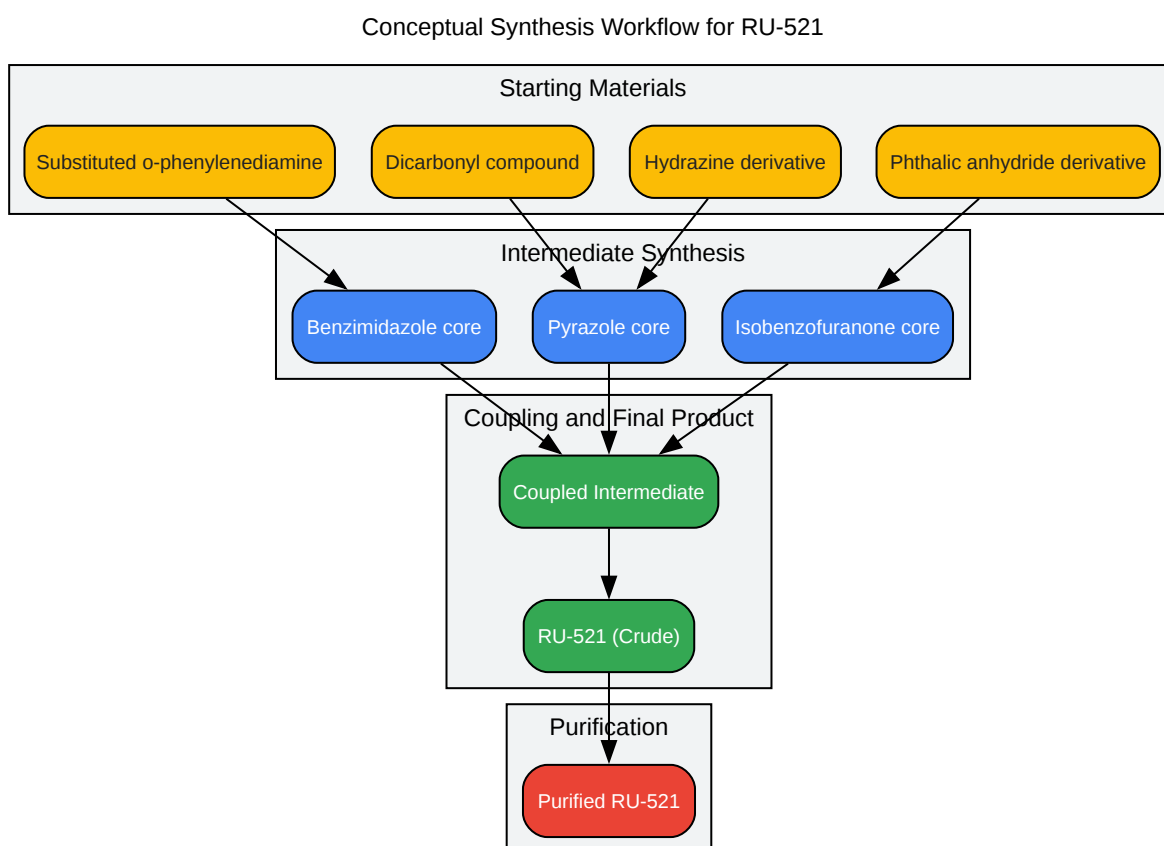 Conceptual Synthesis Workflow for RU-521
Starting Materials
Substituted o-phenylenediamine
Dicarbonyl compound
Hydrazine derivative
Phthalic anhydride derivative
Intermediate Synthesis
Benzimidazole core
Pyrazole core
Isobenzofuranone core
Coupling and Final Product
Coupled Intermediate
RU-521 (Crude)
Purification
Purified RU-521